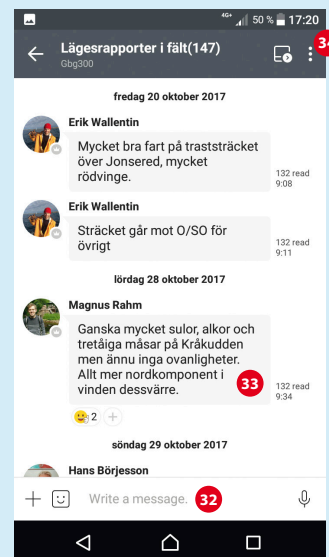 4G+ 50 % 17:20
Lägesrapporter i fält(147)
34
Gbg300
fredag 20 oktober 2017
Erik Wallentin
Mycket bra fart på traststräcket
över Jonsered, mycket
rödvinge.
132 read
9:08
Erik Wallentin
Sträcket går mot O/SO för
övrigt
132 read
9:11
lördag 28 oktober 2017
Magnus Rahm
Ganska mycket sulor, alkor och
tretåiga måsar på Kråkudden
men ännu inga ovanligheter.
Allt mer nordkomponent i
vinden dessvärre.
33
132 read
9:34
2
söndag 29 oktober 2017
Hans Börjesson
Write a message.
32